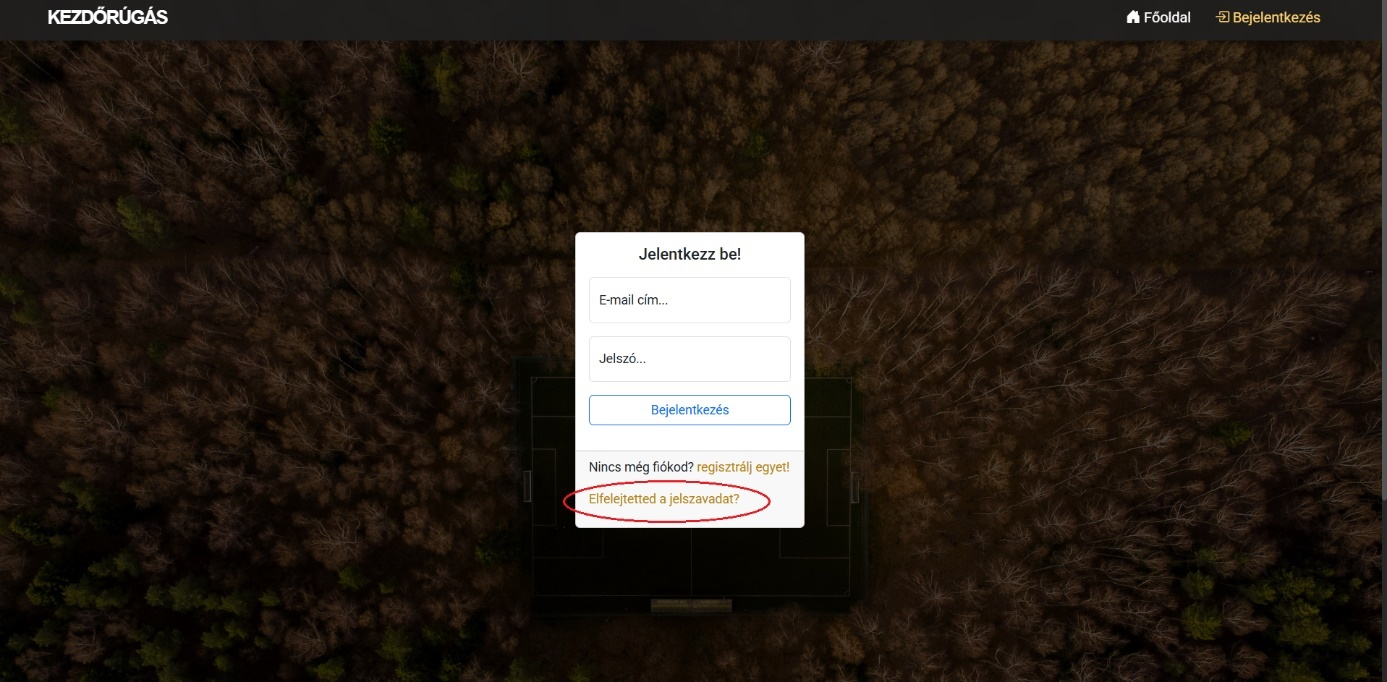 KEZDŐRÚGÁS
Főoldal
Bejelentkezés
Jelentkezz be!
E-mail cím...
Jelszó...
Bejelentkezés
Nincs még fiókod? regisztrálj egyet!
Elfelejtetted a jelszavadat?